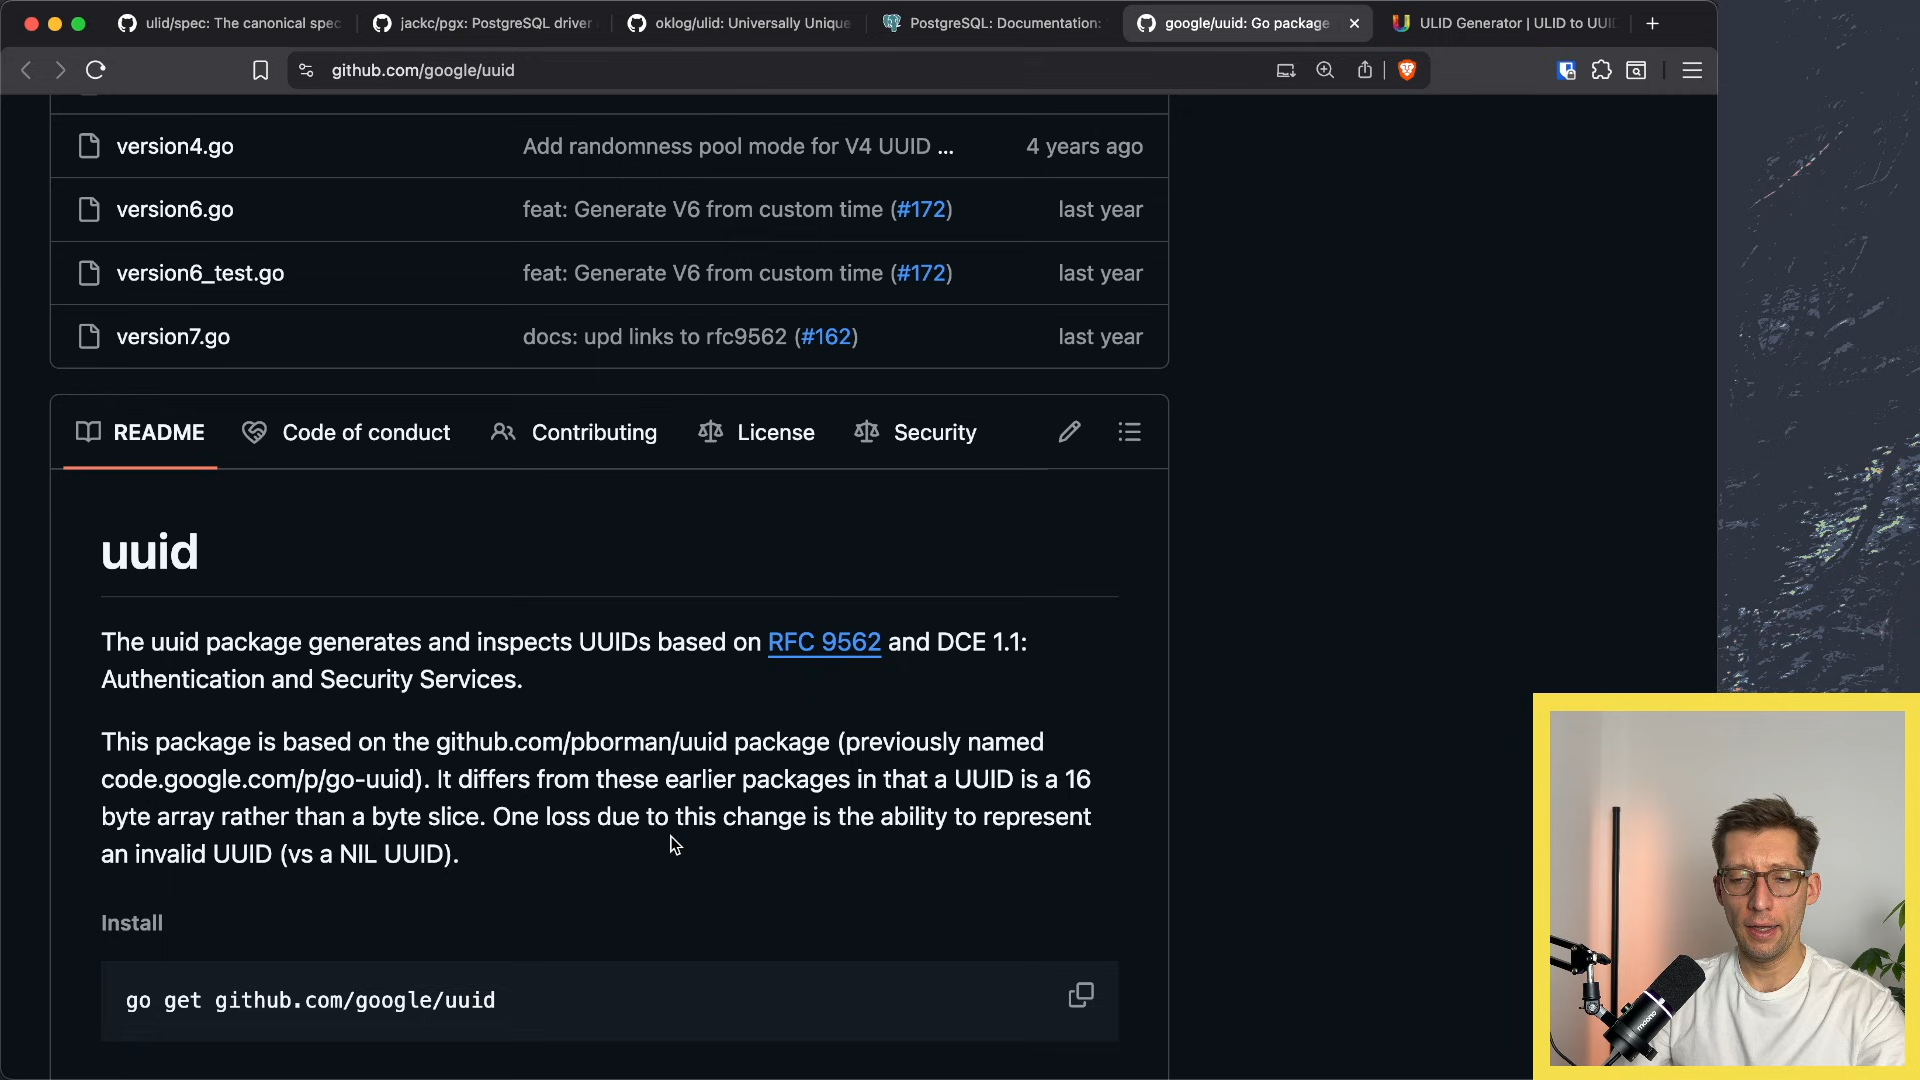 ulid/spec: The canonical spec
jackc/pgx: PostgreSQL driver
oklog/ulid: Universally Unique
PostgreSQL: Documentation:
google/uuid: Go package
ULID Generator | ULID to UUI
github.com/google/uuid
version4.go Add randomness pool mode for V4 UUID ... 4 years ago
version6.go feat: Generate V6 from custom time (#172) last year
version6_test.go feat: Generate V6 from custom time (#172) last year
version7.go docs: upd links to rfc9562 (#162) last year
README Code of conduct Contributing License Security
uuid
The uuid package generates and inspects UUIDs based on RFC 9562 and DCE 1.1:
Authentication and Security Services.
This package is based on the github.com/pborman/uuid package (previously named
code.google.com/p/go-uuid). It differs from these earlier packages in that a UUID is a 16
byte array rather than a byte slice. One loss due to this change is the ability to represent
an invalid UUID (vs a NIL UUID).
Install
go get github.com/google/uuid